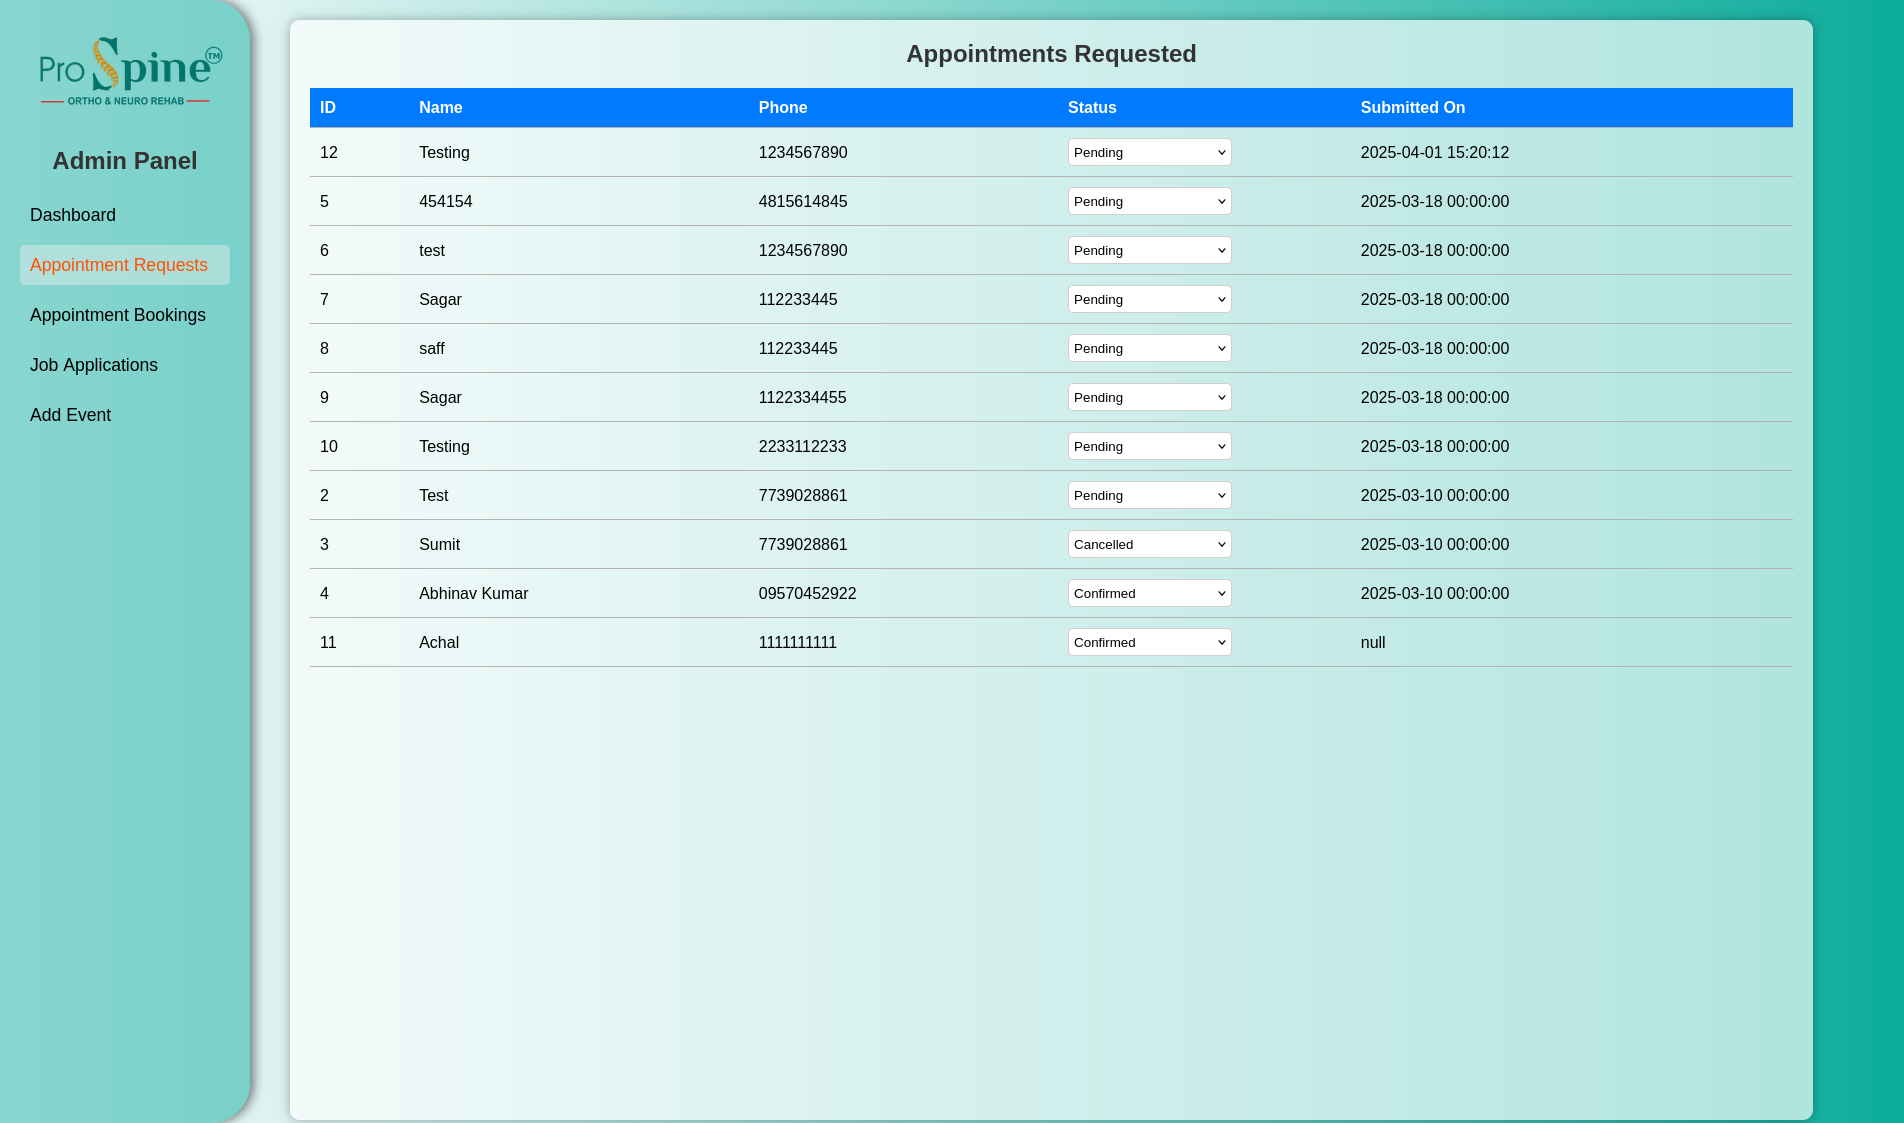 Pro Spine TM
ORTHO & NEURO REHAB
Admin Panel
Dashboard
Appointment Requests
Appointment Bookings
Job Applications
Add Event
Appointments Requested
ID Name Phone Status Submitted On
12 Testing 1234567890 Pending 2025-04-01 15:20:12
5 454154 4815614845 Pending 2025-03-18 00:00:00
6 test 1234567890 Pending 2025-03-18 00:00:00
7 Sagar 112233445 Pending 2025-03-18 00:00:00
8 saff 112233445 Pending 2025-03-18 00:00:00
9 Sagar 1122334455 Pending 2025-03-18 00:00:00
10 Testing 2233112233 Pending 2025-03-18 00:00:00
2 Test 7739028861 Pending 2025-03-10 00:00:00
3 Sumit 7739028861 Cancelled 2025-03-10 00:00:00
4 Abhinav Kumar 09570452922 Confirmed 2025-03-10 00:00:00
11 Achal 1111111111 Confirmed null